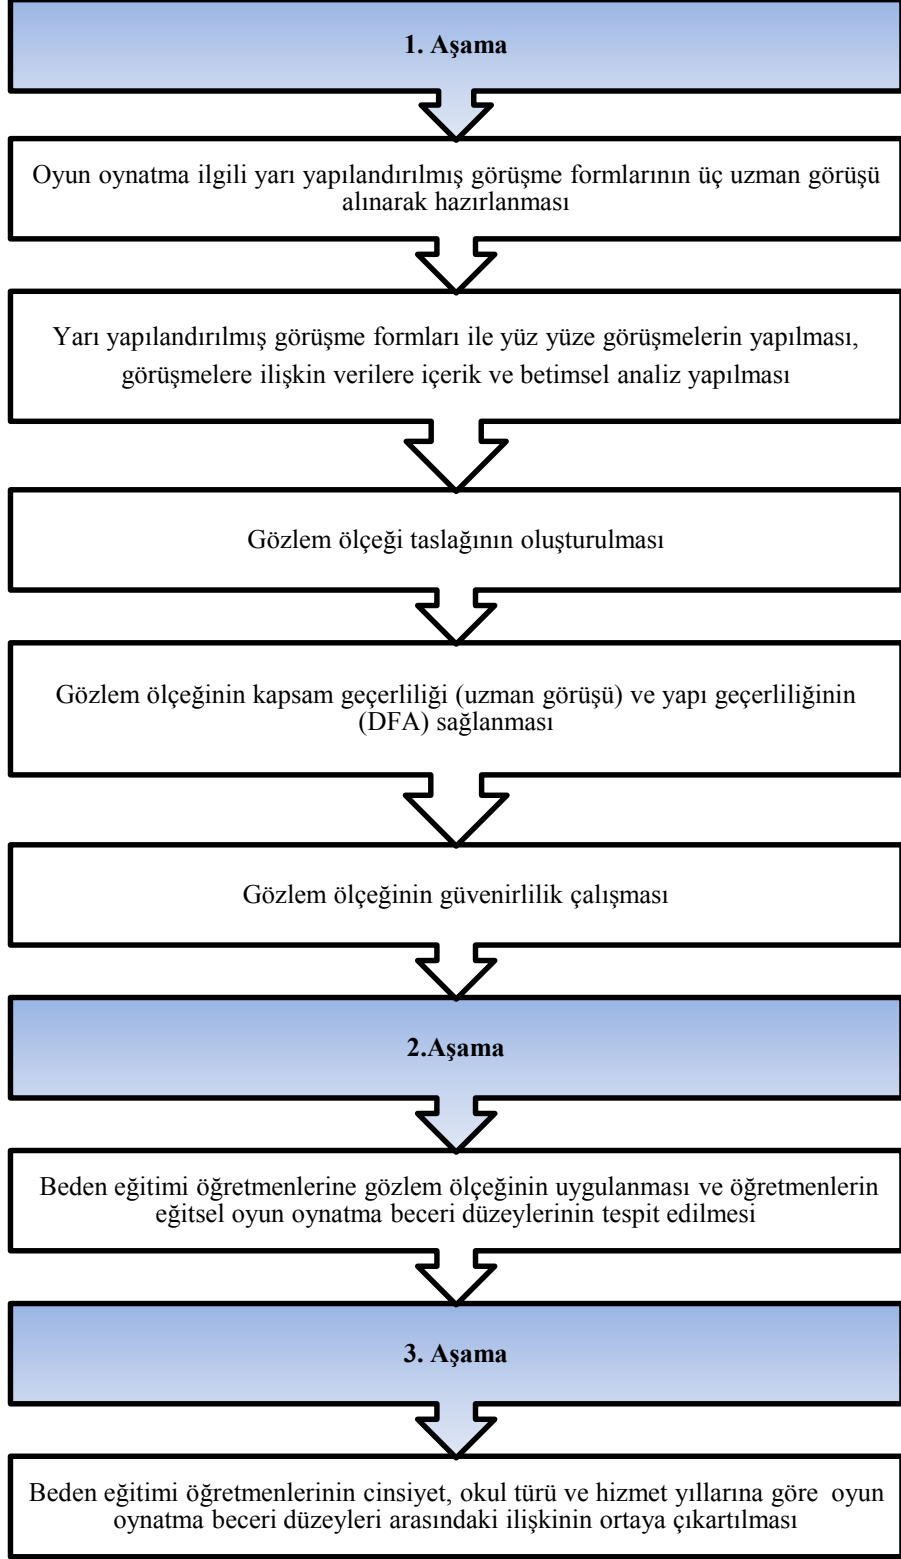 1. Aşama
Oyun oynatma ilgili yarı yapılandırılmış görüşme formlarının üç uzman görüşü
alınarak hazırlanması
Yarı yapılandırılmış görüşme formları ile yüz yüze görüşmelerin yapılması,
görüşmelere ilişkin verilere içerik ve betimsel analiz yapılması
Gözlem ölçeği taslağının oluşturulması
Gözlem ölçeğinin kapsam geçerliliği (uzman görüşü) ve yapı geçerliliğinin
(DFA) sağlanması
Gözlem ölçeğinin güvenirlilik çalışması
2.Aşama
Beden eğitimi öğretmenlerine gözlem ölçeğinin uygulanması ve öğretmenlerin
eğitsel oyun oynatma beceri düzeylerinin tespit edilmesi
3. Aşama
Beden eğitimi öğretmenlerinin cinsiyet, okul türü ve hizmet yıllarına göre  oyun
oynatma beceri düzeyleri arasındaki ilişkinin ortaya çıkartılması